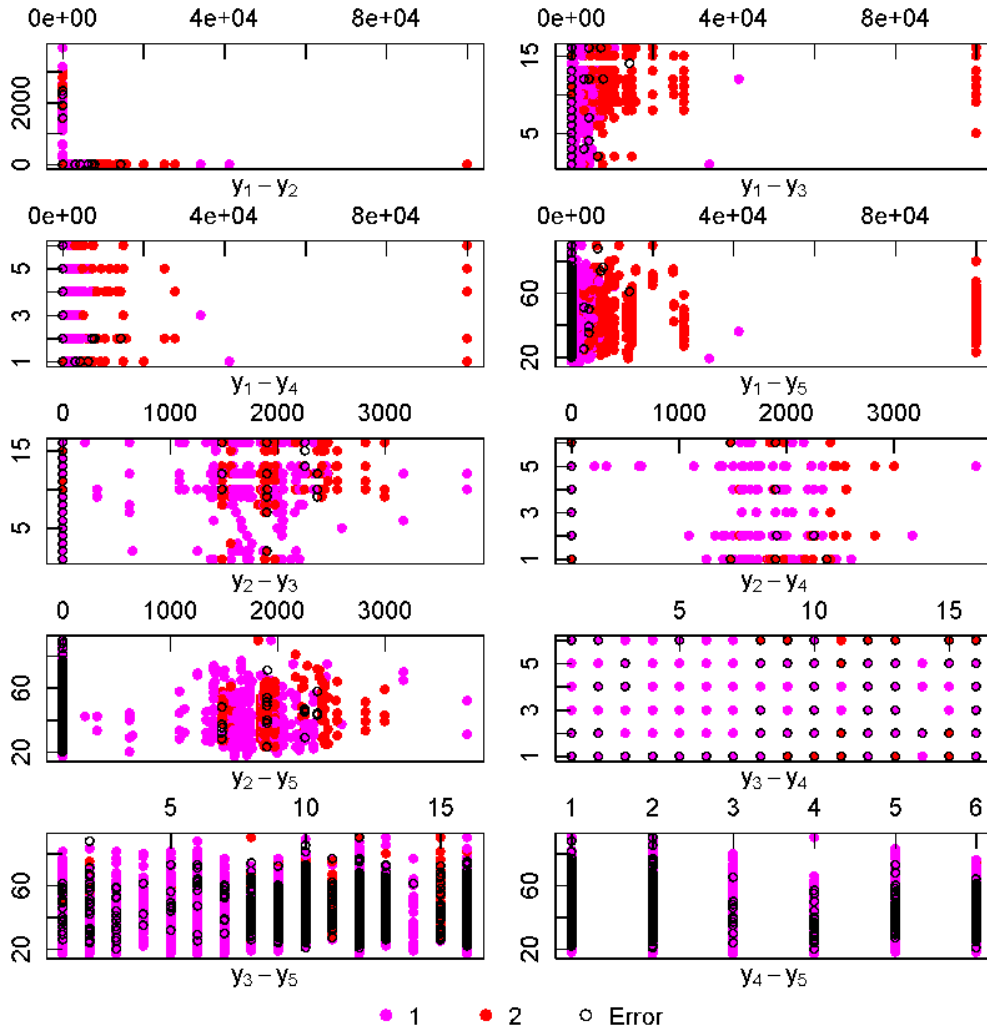 0e+00 4e+04 8e+04
0e+00 4e+04 8e+04
0 2000
5 15
y1 – y2
y1 – y3
0e+00 4e+04 8e+04
0e+00 4e+04 8e+04
1 3 5
20 60
y1 – y4
y1 – y5
0 1000 2000 3000
0 1000 2000 3000
5 15
1 3 5
y2 – y3
y2 – y4
0 1000 2000 3000
5 10 15
20 60
1 3 5
y2 – y5
y3 – y4
5 10 15
1 2 3 4 5 6
20 60
20 60
y3 – y5
y4 – y5
1 2 Error